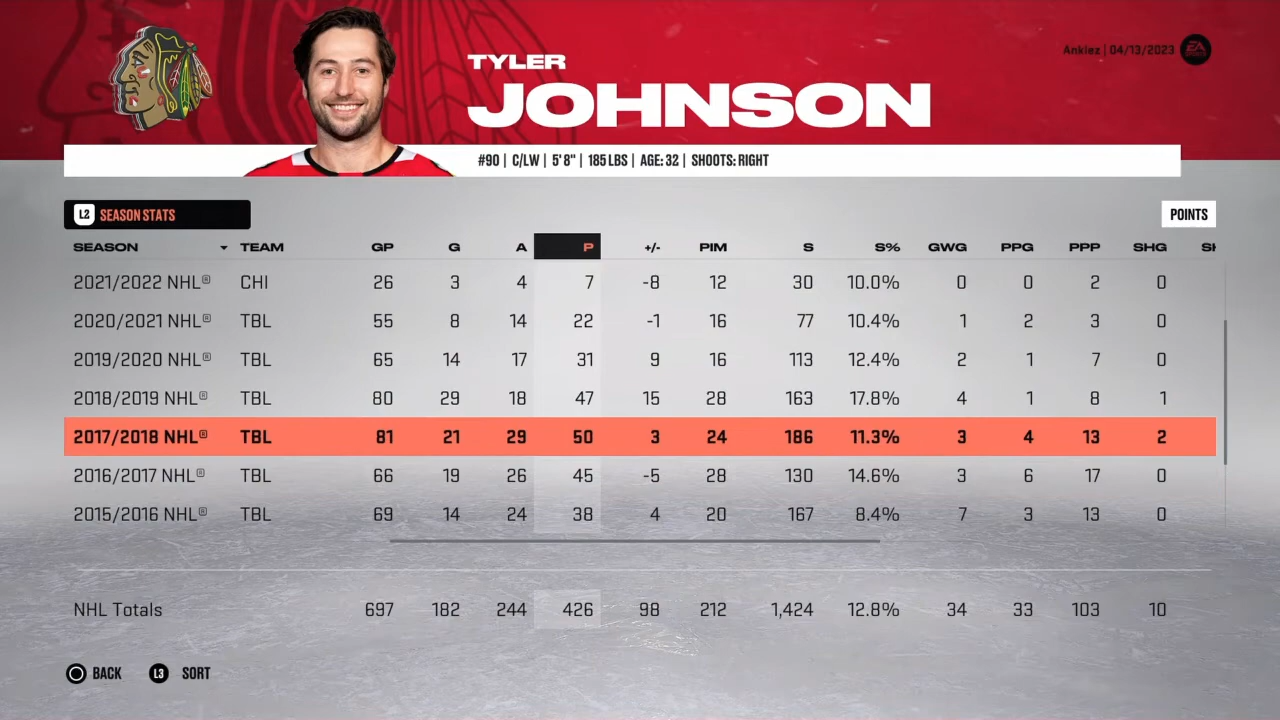 TYLER
JOHNSON
Ankiez | 04/13/2023 EA
#90 | C/LW | 5' 8" | 185 LBS | AGE: 32 | SHOOTS: RIGHT
L2 SEASON STATS
POINTS
SEASON TEAM GP G A P +/- PIM S S% GWG PPG PPP SHG
2021/2022 NHL® CHI 26 3 4 7 -8 12 30 10.0% 0 0 2 0
2020/2021 NHL® TBL 55 8 14 22 -1 16 77 10.4% 1 2 3 0
2019/2020 NHL® TBL 65 14 17 31 9 16 113 12.4% 2 1 7 0
2018/2019 NHL® TBL 80 29 18 47 15 28 163 17.8% 4 1 8 1
2017/2018 NHL® TBL 81 21 29 50 3 24 186 11.3% 3 4 13 2
2016/2017 NHL® TBL 66 19 26 45 -5 28 130 14.6% 3 6 17 0
2015/2016 NHL® TBL 69 14 24 38 4 20 167 8.4% 7 3 13 0
NHL Totals 697 182 244 426 98 212 1,424 12.8% 34 33 103 10
BACK L3 SORT